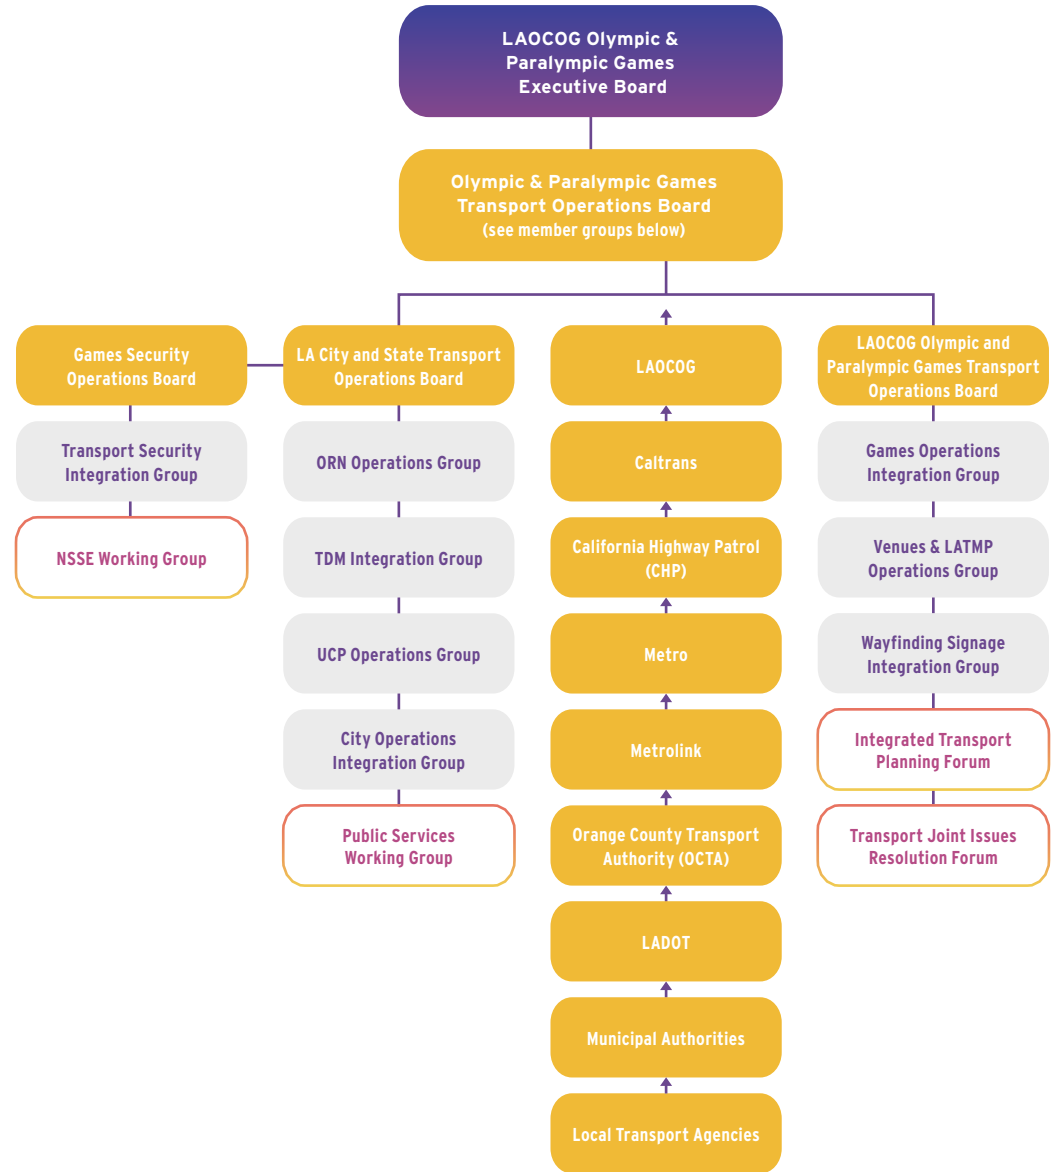 LAOCOG Olympic &
Paralympic Games
Executive Board
Olympic & Paralympic Games
Transport Operations Board
(see member groups below)
Games Security
Operations Board
LA City and State Transport
Operations Board
LAOCOG
LAOCOG Olympic and
Paralympic Games Transport
Operations Board
Transport Security
Integration Group
NSSE Working Group
ORN Operations Group
TDM Integration Group
UCP Operations Group
City Operations
Integration Group
Public Services
Working Group
Caltrans
California Highway Patrol
(CHP)
Metro
Metrolink
Orange County Transport
Authority (OCTA)
LADOT
Municipal Authorities
Local Transport Agencies
Games Operations
Integration Group
Venues & LATMP
Operations Group
Wayfinding Signage
Integration Group
Integrated Transport
Planning Forum
Transport Joint Issues
Resolution Forum